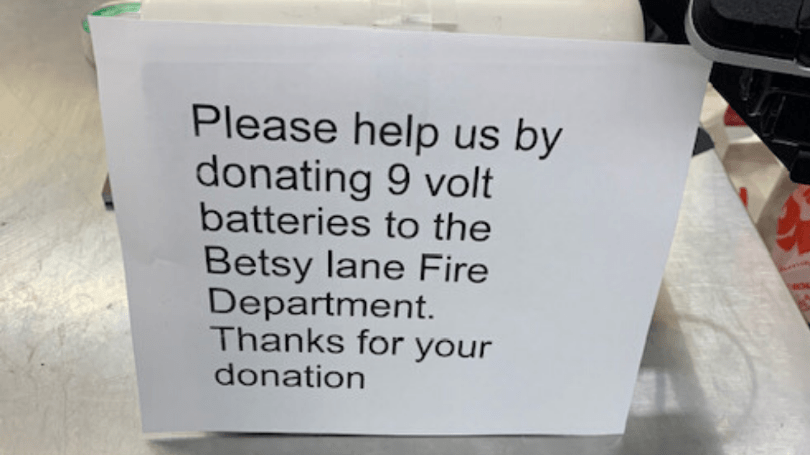 Please help us by
donating 9 volt
batteries to the
Betsy lane Fire
Department.
Thanks for your
donation